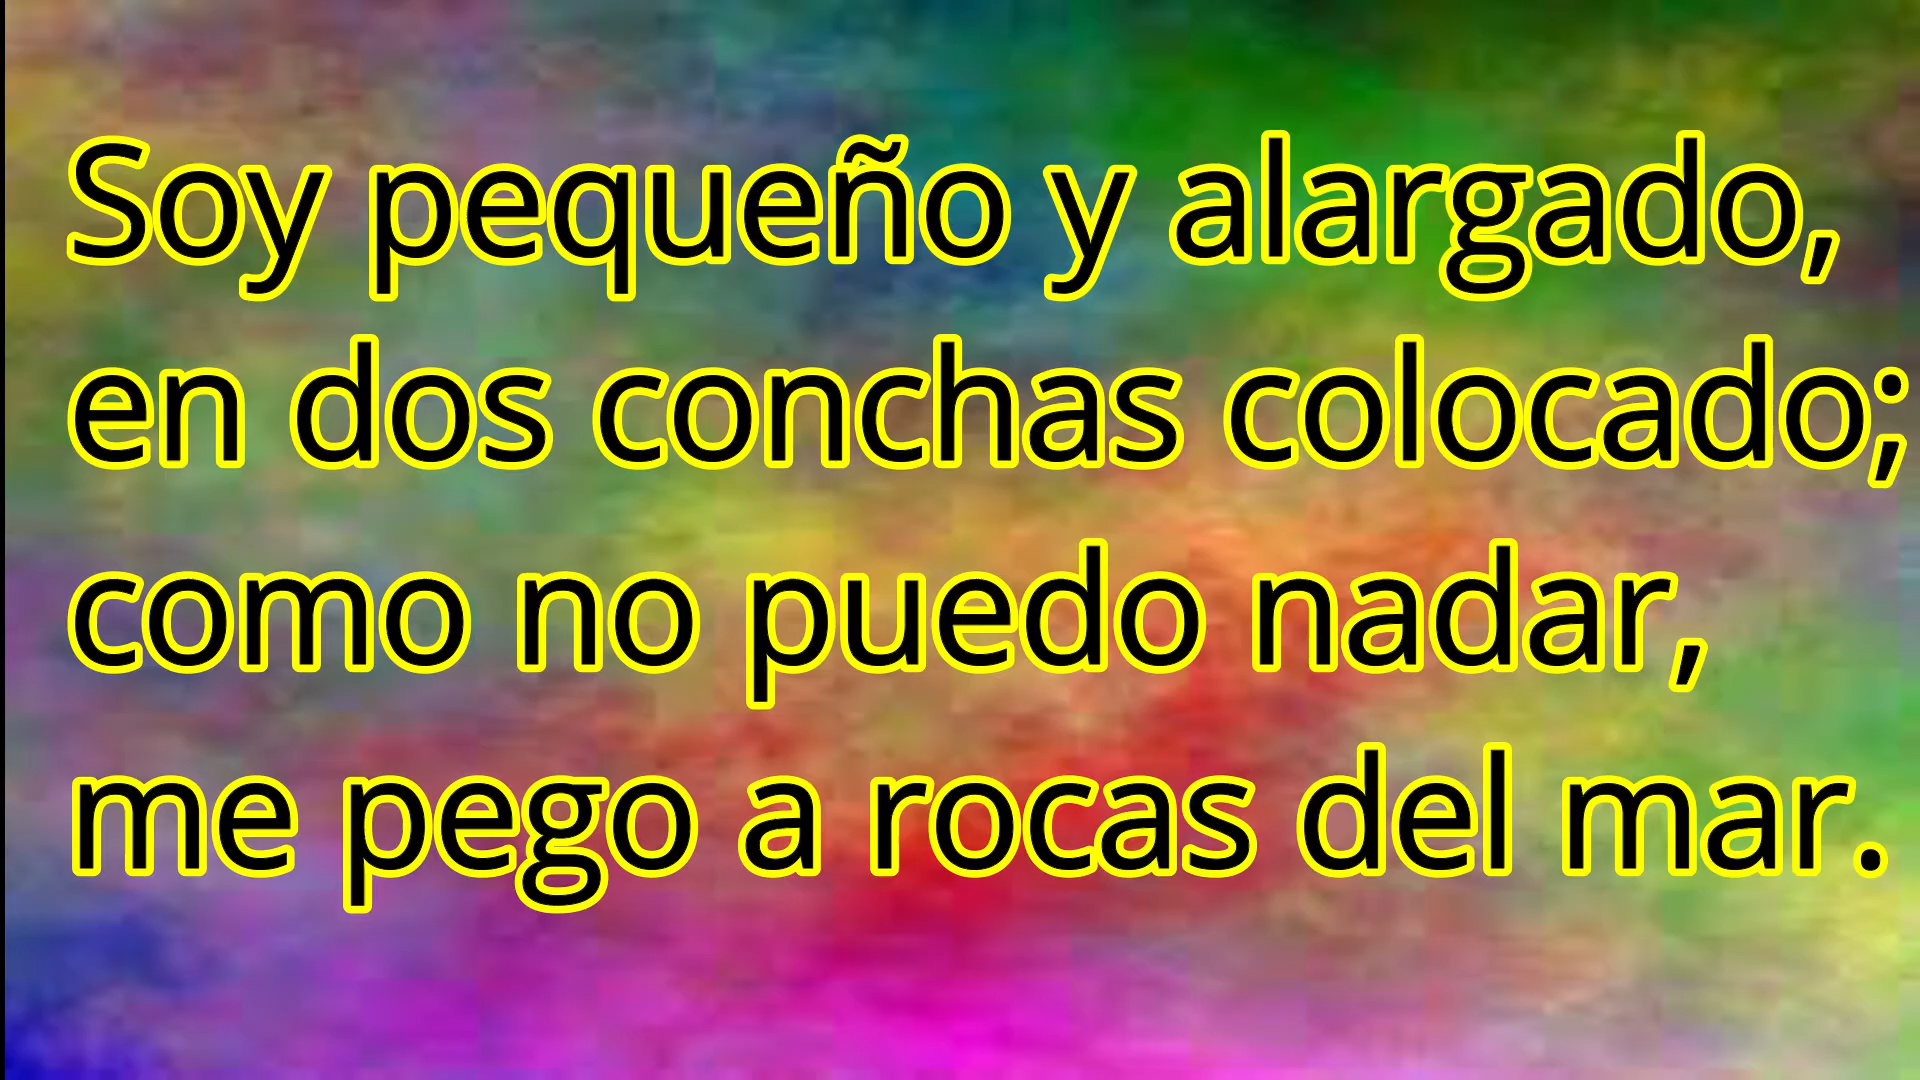 Soy pequeño y alargado,
en dos conchas colocado;
como no puedo nadar,
me pego a rocas del mar.